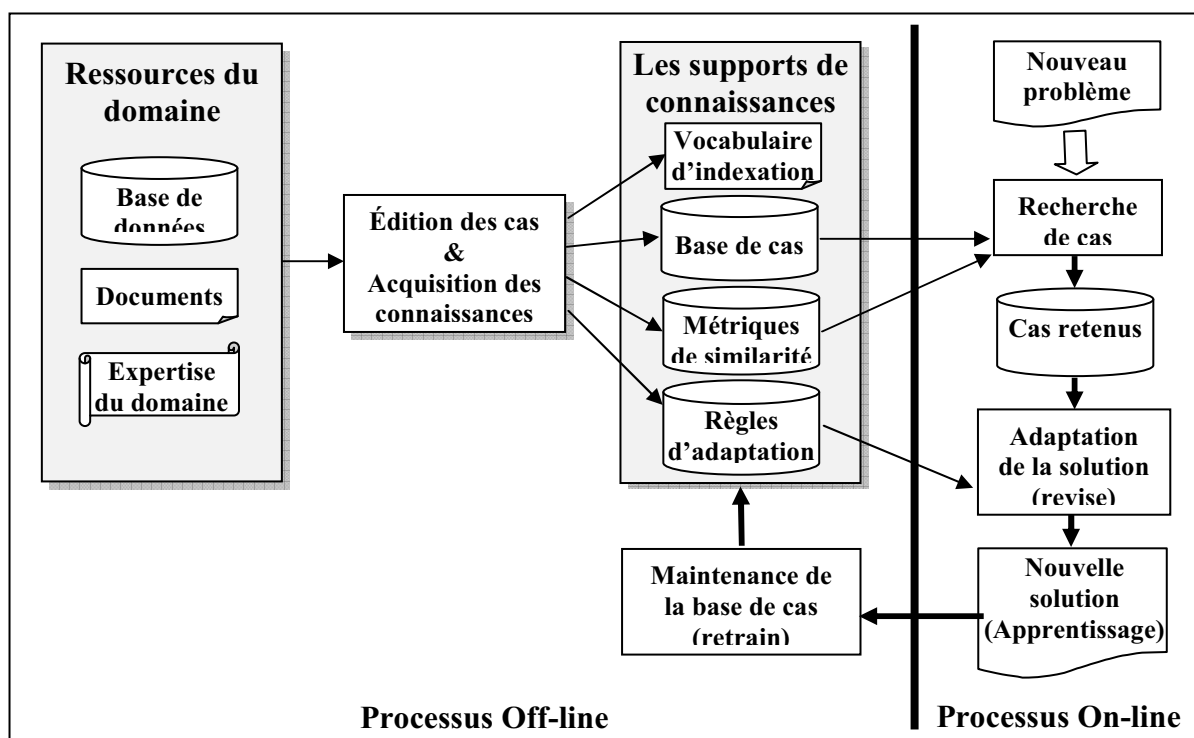 Ressources du
domaine
Base de
données
Documents
Expertise
du domaine
Édition des cas
&
Acquisition des
connaissances
Les supports de
connaissances
Vocabulaire
d’indexation
Base de cas
Métriques
de similarité
Règles
d’adaptation
Maintenance de
la base de cas
(retrain)
Processus Off-line
Nouveau
problème
Recherche
de cas
Cas retenus
Adaptation
de la solution
(revise)
Nouvelle
solution
(Apprentissage)
Processus On-line